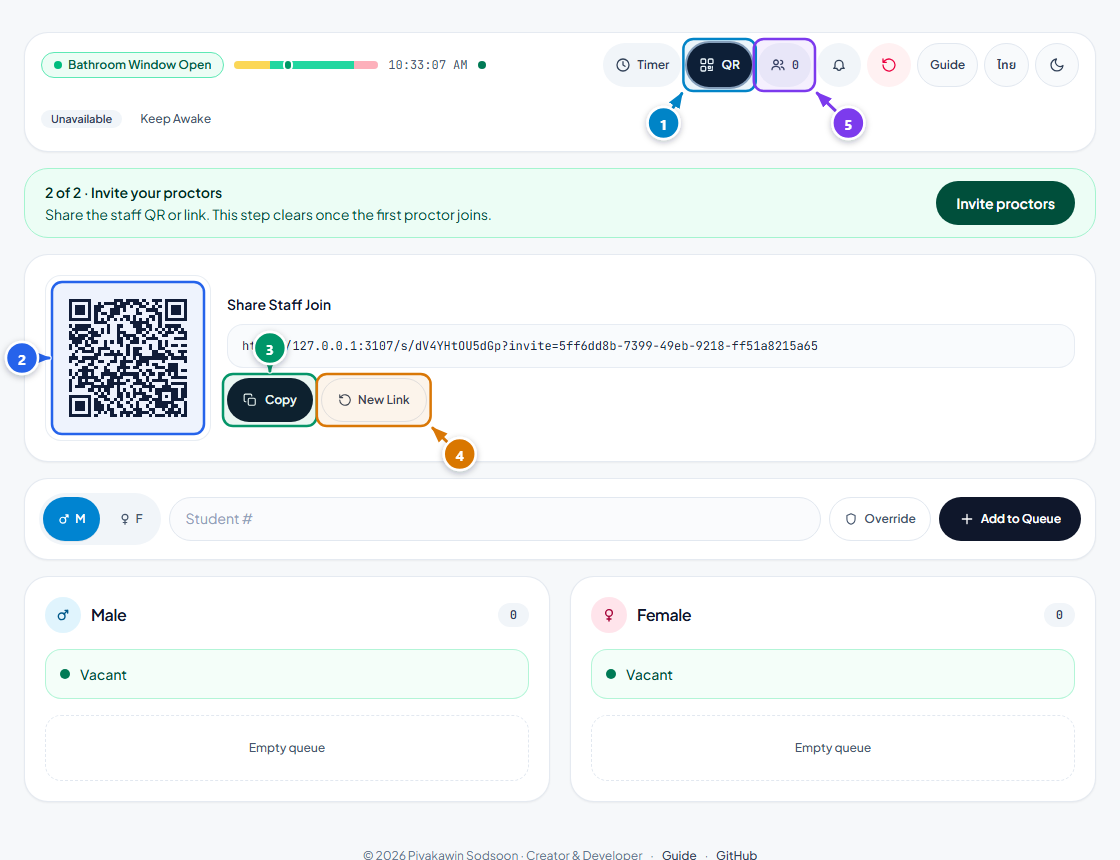 Bathroom Window Open
10:33:07 AM
Timer
QR
0
Guide
ไทย
1
5
Unavailable
Keep Awake
2 of 2 · Invite your proctors
Share the staff QR or link. This step clears once the first proctor joins.
Invite proctors
Share Staff Join
/127.0.0.1:3107/s/dV4YHtOU5dGp?invite=5ff6dd8b-7399-49eb-9218-ff51a8215a65
2
3
Copy
New Link
4
♂ M
♀ F
Student #
Override
+ Add to Queue
♂ Male
0
♀ Female
0
Vacant
Vacant
Empty queue
Empty queue
© 2026 Piyakawin Sodsoon · Creator & Developer · Guide · GitHub